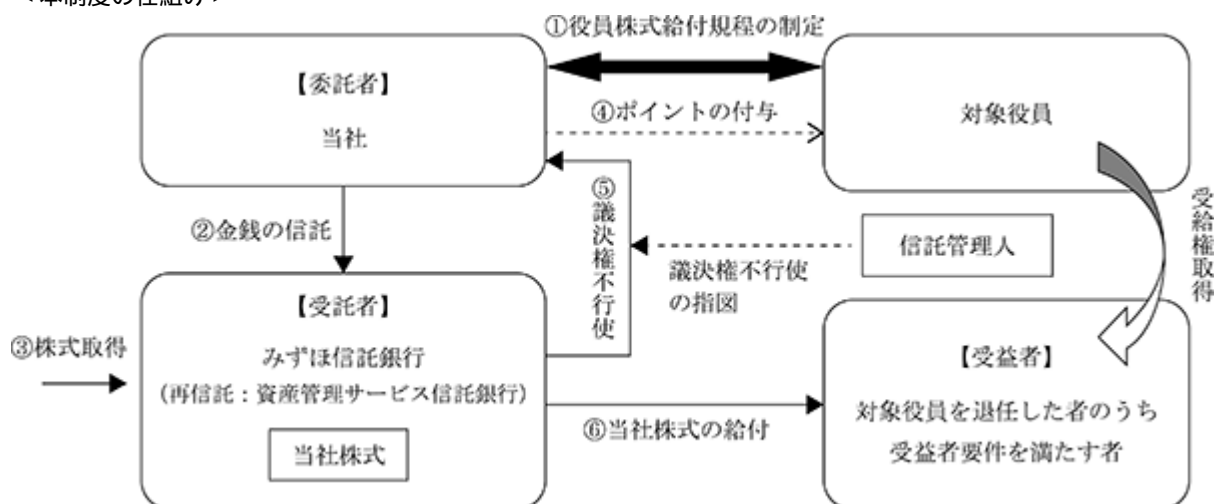 ＜本制度の仕組み＞
①役員株式給付規程の制定
【委託者】
当社
④ポイントの付与
対象役員
②金銭の信託
⑤議決権不行使
議決権不行使
の指図
信託管理人
受給権取得
③株式取得
【受託者】
みずほ信託銀行
（再信託：資産管理サービス信託銀行）
当社株式
⑥当社株式の給付
【受益者】
対象役員を退任した者のうち
受益者要件を満たす者